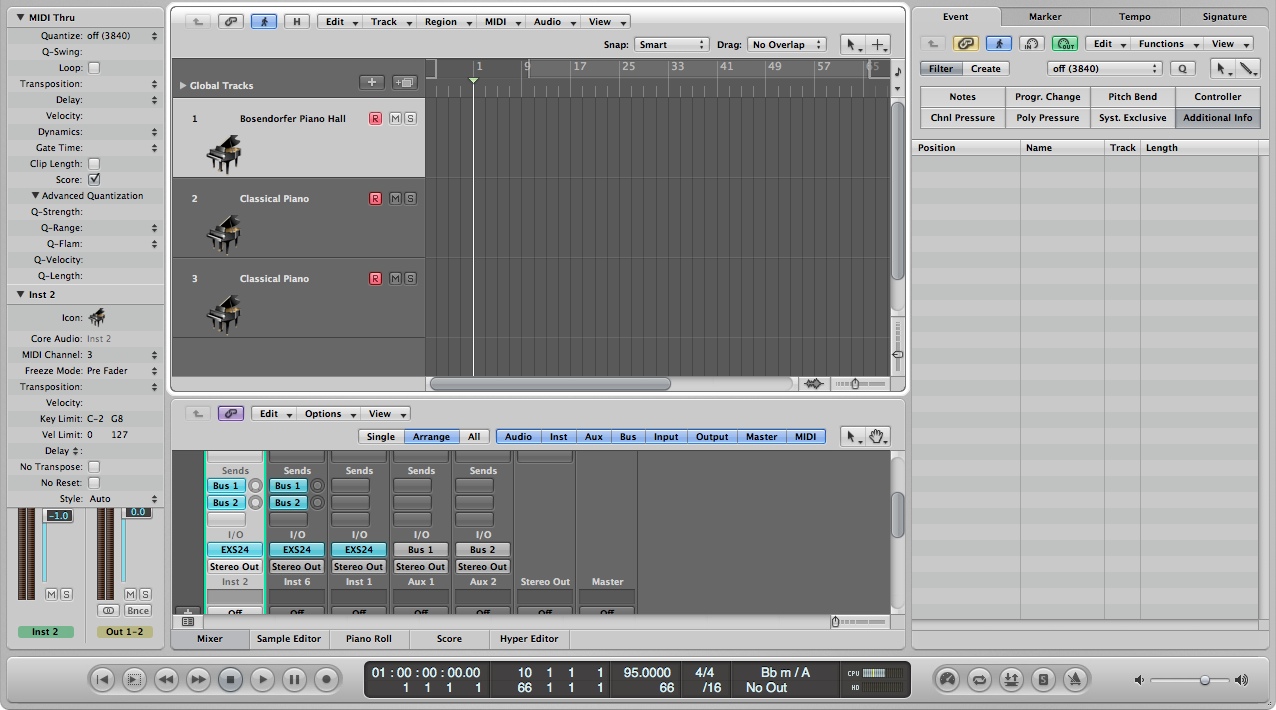 MIDI Thru
Quantize: off (3840)
Q-Swing:
Loop:
Transposition:
Delay:
Velocity:
Dynamics:
Gate Time:
Clip Length:
Score:
Advanced Quantization
Q-Strength:
Q-Range:
Q-Flam:
Q-Velocity:
Q-Length:
Inst 2
Icon:
Core Audio: Inst 2
MIDI Channel: 3
Freeze Mode: Pre Fader
Transposition:
Velocity:
Key Limit: C-2 G8
Vel Limit: 0 127
Delay :
No Transpose:
No Reset:
Style: Auto
-1.0 0.0
M S M S
Bnce
Inst 2 Out 1-2
H Edit Track Region MIDI Audio View
Snap: Smart Drag: No Overlap
1 9 17 25 33 41 49 57 65
Global Tracks
1 Bosendorfer Piano Hall R M S
2 Classical Piano R M S
3 Classical Piano R M S
Edit Options View
Single Arrange All Audio Inst Aux Bus Input Output Master MIDI
Sends Sends Sends Sends Sends
Bus 1 Bus 1
Bus 2 Bus 2
I/O I/O I/O I/O I/O
EXS24 EXS24 EXS24 Bus 1 Bus 2
Stereo Out Stereo Out Stereo Out Stereo Out Stereo Out
Inst 2 Inst 6 Inst 1 Aux 1 Aux 2 Stereo Out Master
Off Off Off Off Off Off Off
Mixer Sample Editor Piano Roll Score Hyper Editor
Event Marker Tempo Signature
IN OUT Edit Functions View
Filter Create off (3840) Q
Notes Progr. Change Pitch Bend Controller
Chnl Pressure Poly Pressure Syst. Exclusive Additional Info
Position Name Track Length
01 : 00 : 00 : 00.00 10 1 1 1 95.0000 4/4 Bb m / A CPU
1 1 1 1 66 1 1 1 66 /16 No Out HD
S